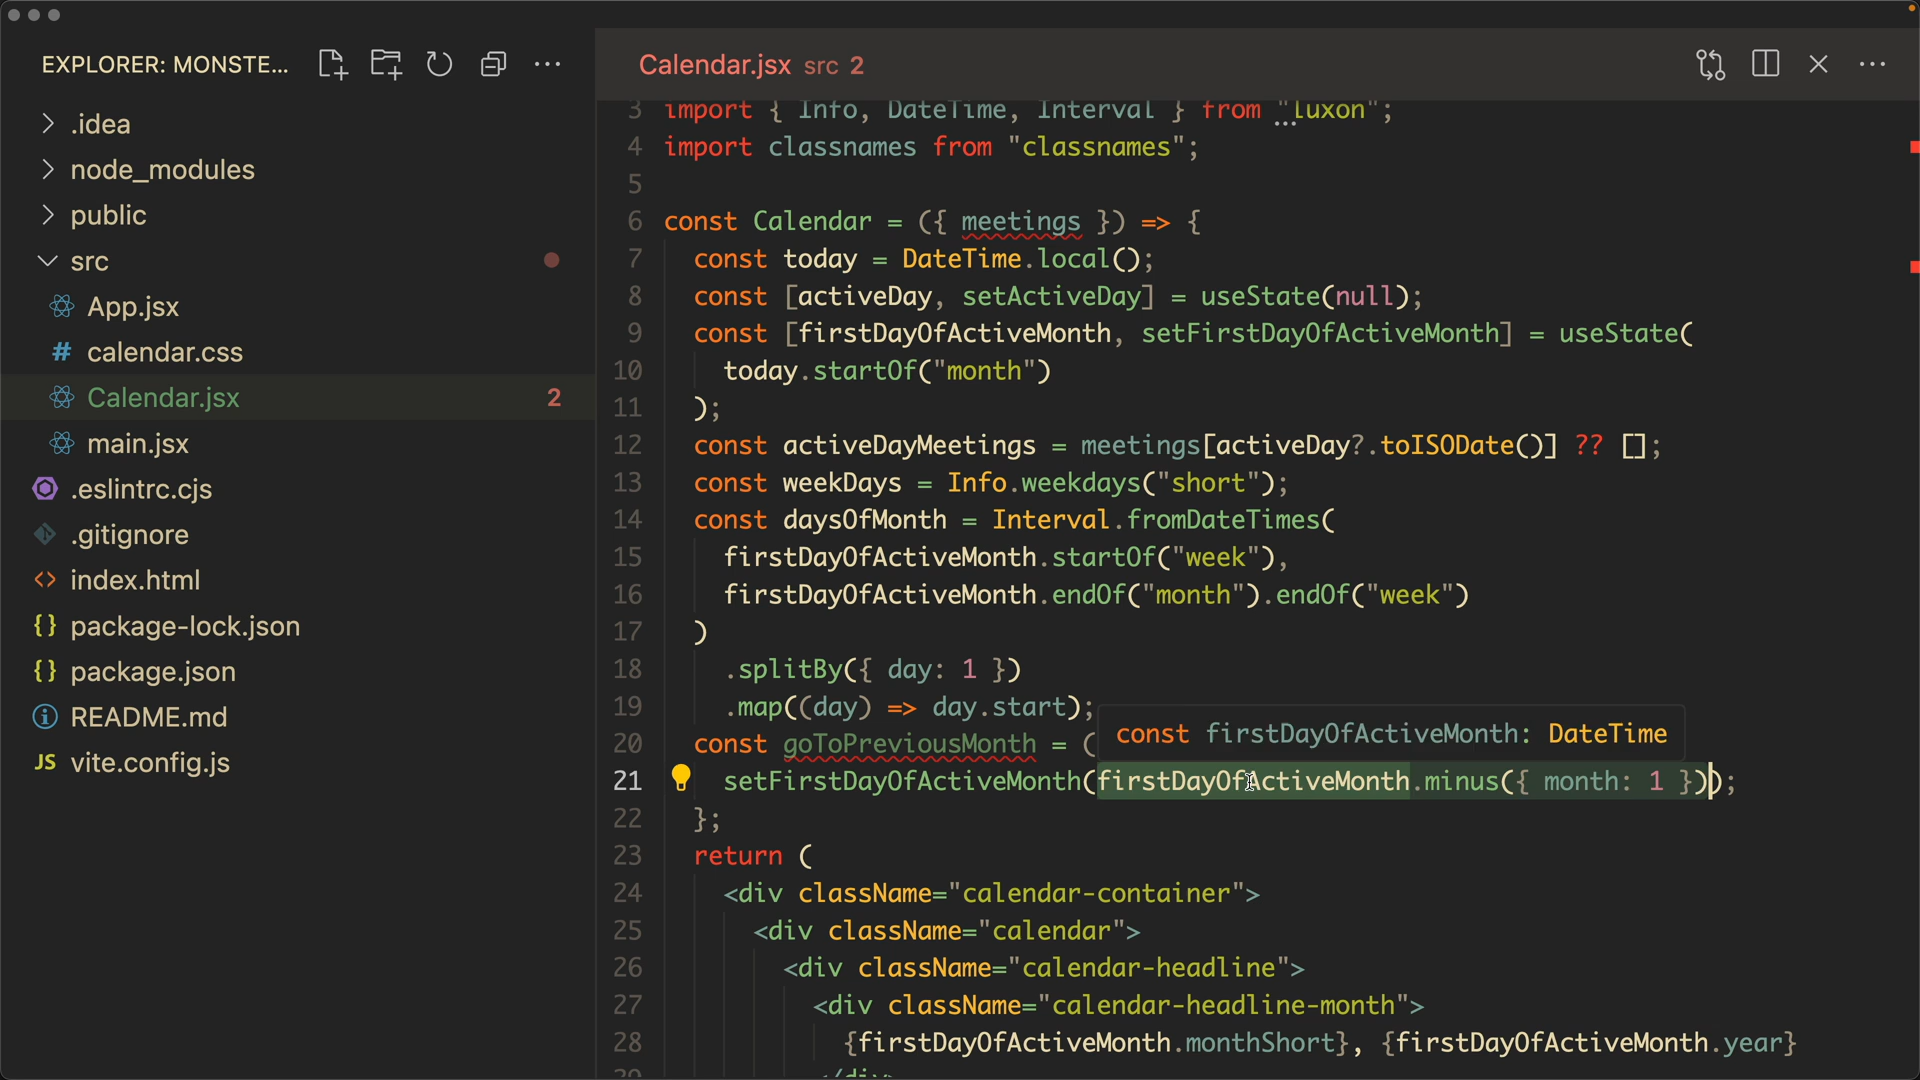 EXPLORER: MONSTE...
.idea
node_modules
public
src
App.jsx
# calendar.css
Calendar.jsx 2
main.jsx
.eslintrc.cjs
.gitignore
<> index.html
{} package-lock.json
{} package.json
README.md
JS vite.config.js
Calendar.jsx src 2
3 import { Info, DateTime, Interval } from "luxon";
4 import classnames from "classnames";
5
6 const Calendar = ({ meetings }) => {
7 const today = DateTime.local();
8 const [activeDay, setActiveDay] = useState(null);
9 const [firstDayOfActiveMonth, setFirstDayOfActiveMonth] = useState(
10 today.startOf("month")
11 );
12 const activeDayMeetings = meetings[activeDay?.toISODate()] ?? [];
13 const weekDays = Info.weekdays("short");
14 const daysOfMonth = Interval.fromDateTimes(
15 firstDayOfActiveMonth.startOf("week"),
16 firstDayOfActiveMonth.endOf("month").endOf("week")
17 )
18 .splitBy({ day: 1 })
19 .map((day) => day.start);
const firstDayOfActiveMonth: DateTime
20 const goToPreviousMonth = (
21 setFirstDayOfActiveMonth(firstDayOfActiveMonth.minus({ month: 1 }));
22 };
23 return (
24 <div className="calendar-container">
25 <div className="calendar">
26 <div className="calendar-headline">
27 <div className="calendar-headline-month">
28 {firstDayOfActiveMonth.monthShort}, {firstDayOfActiveMonth.year}